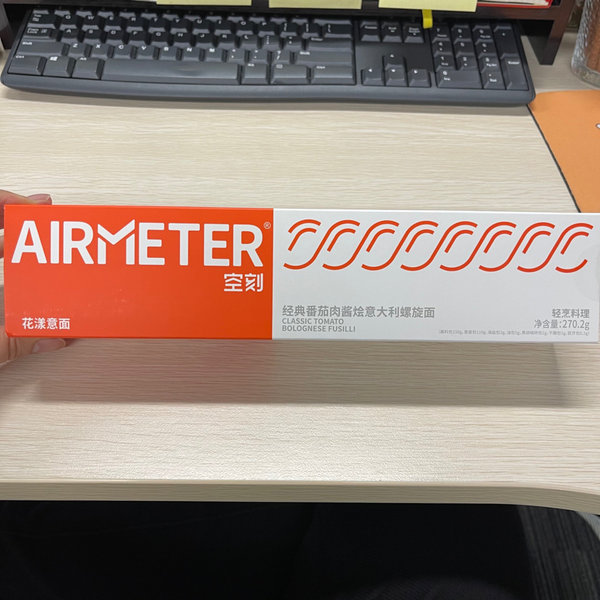 AIRMETER®
空刻
花漾意面
经典番茄肉酱烩意大利螺旋面
CLASSIC TOMATO
BOLOGNESE FUSILLI
轻烹料理
净含量:270.2g